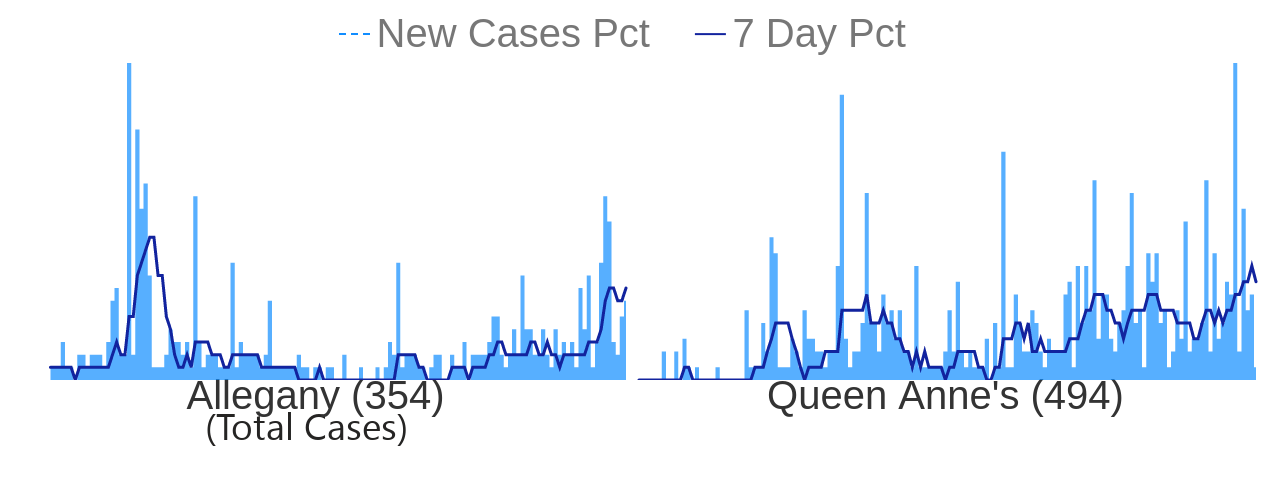 New Cases Pct 7 Day Pct
Allegany (354) Queen Anne's (494)
(Total Cases)